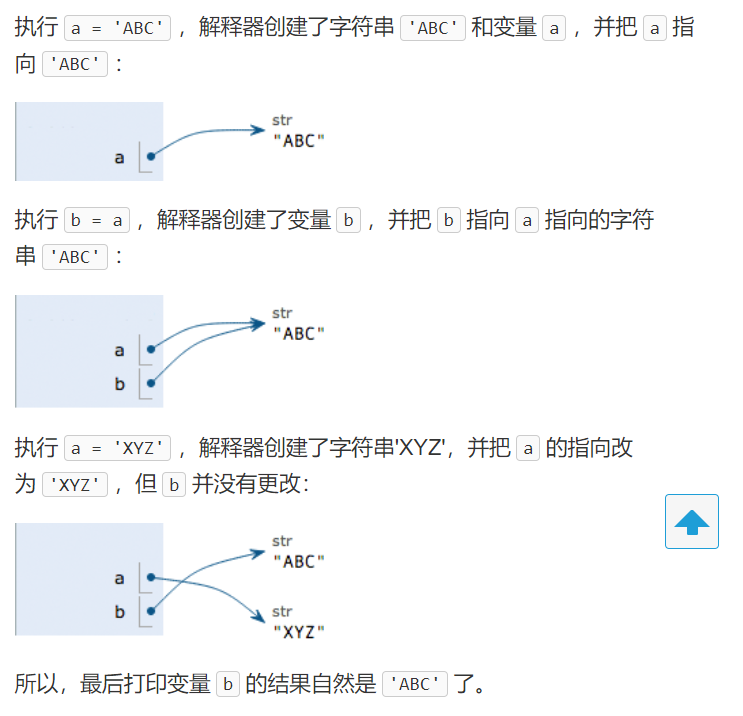 执行 a = 'ABC' ，解释器创建了字符串 'ABC' 和变量 a ，并把 a 指
向 'ABC' ：
str
"ABC"
a
执行 b = a ，解释器创建了变量 b ，并把 b 指向 a 指向的字符
串 'ABC' ：
str
"ABC"
a
b
执行 a = 'XYZ' ，解释器创建了字符串'XYZ'，并把 a 的指向改
为 'XYZ' ，但 b 并没有更改：
str
"ABC"
a
b
str
"XYZ"
所以，最后打印变量 b 的结果自然是 'ABC' 了。